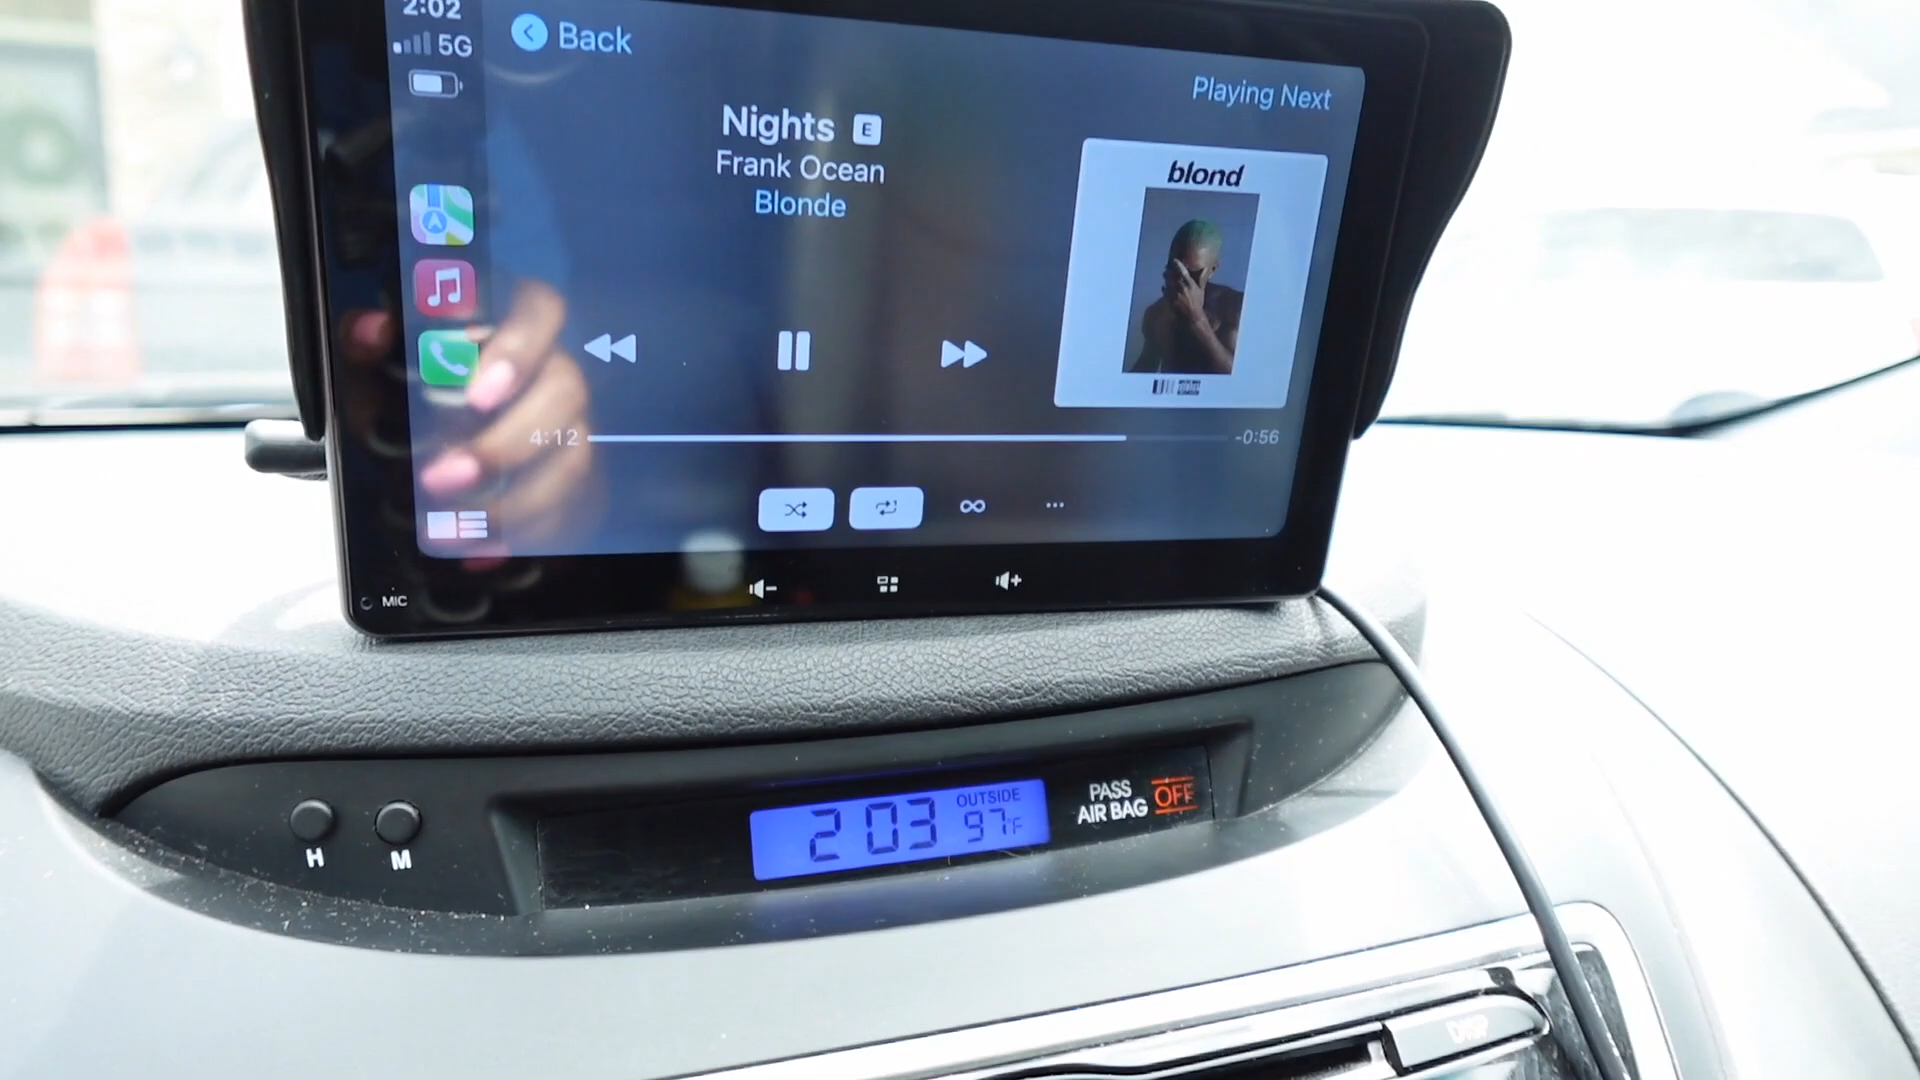 2:02
5G
Back
Playing Next
Nights E
Frank Ocean
Blonde
blond
4:12
-0:56
MIC
H
M
2 03
OUTSIDE
97°F
PASS
AIR BAG
OFF
DISP